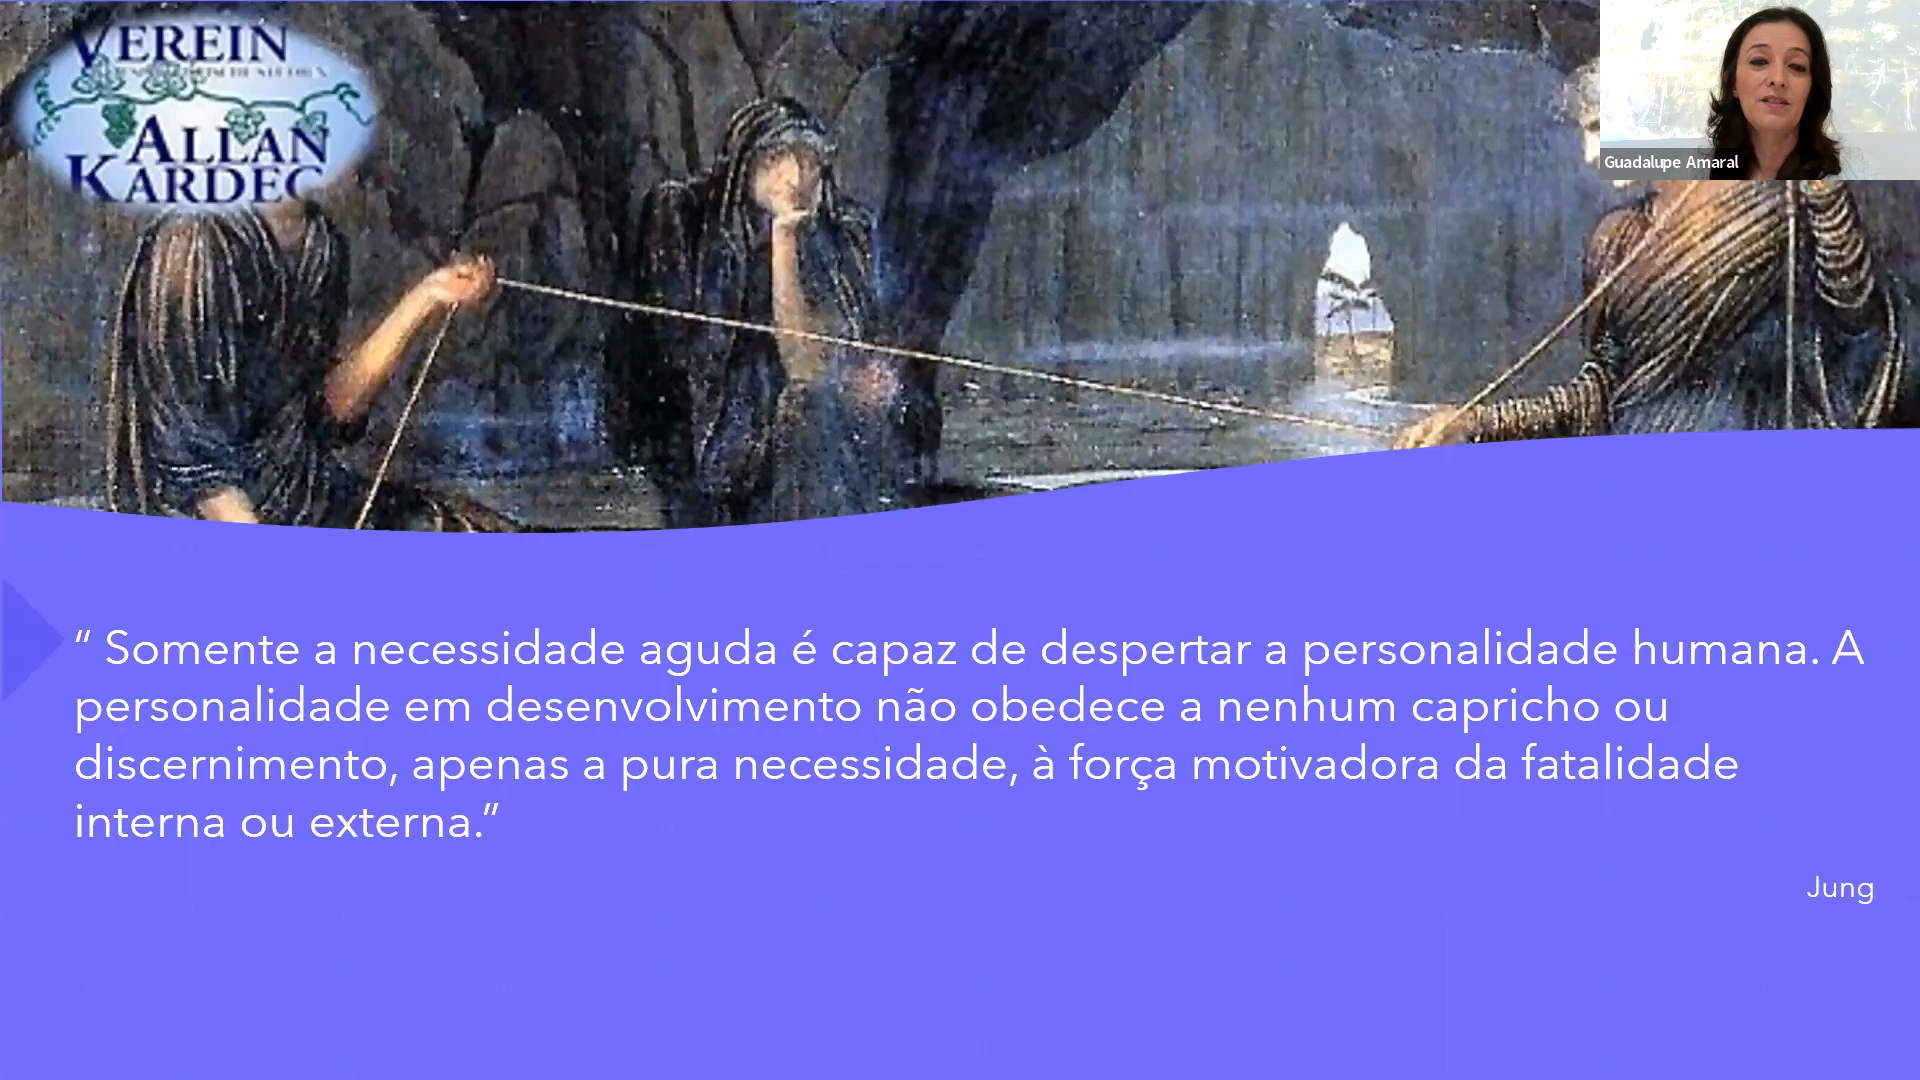 VEREIN
ALLAN
KARDEC
Guadalupe Amaral
“ Somente a necessidade aguda é capaz de despertar a personalidade humana. A
personalidade em desenvolvimento não obedece a nenhum capricho ou
discernimento, apenas a pura necessidade, à força motivadora da fatalidade
interna ou externa.”
Jung